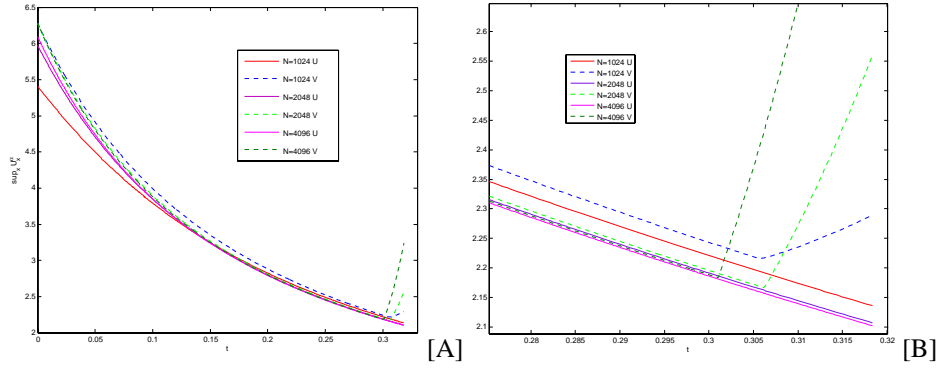 6.5
6
5.5
5
4.5
4
3.5
3
2.5
2
sup_x U_x^ε
0
0.05
0.1
0.15
0.2
0.25
0.3
t
N=1024 U
N=1024 V
N=2048 U
N=2048 V
N=4096 U
N=4096 V
[A]
2.6
2.55
2.5
2.45
2.4
2.35
2.3
2.25
2.2
2.15
2.1
0.28
0.285
0.29
0.295
0.3
0.305
0.31
0.315
0.32
t
N=1024 U
N=1024 V
N=2048 U
N=2048 V
N=4096 U
N=4096 V
[B]